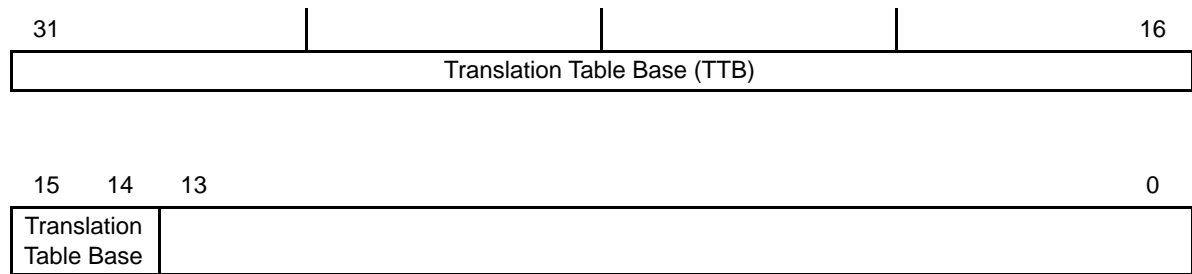 31 16
Translation Table Base (TTB)
15 14 13 0
Translation
Table Base